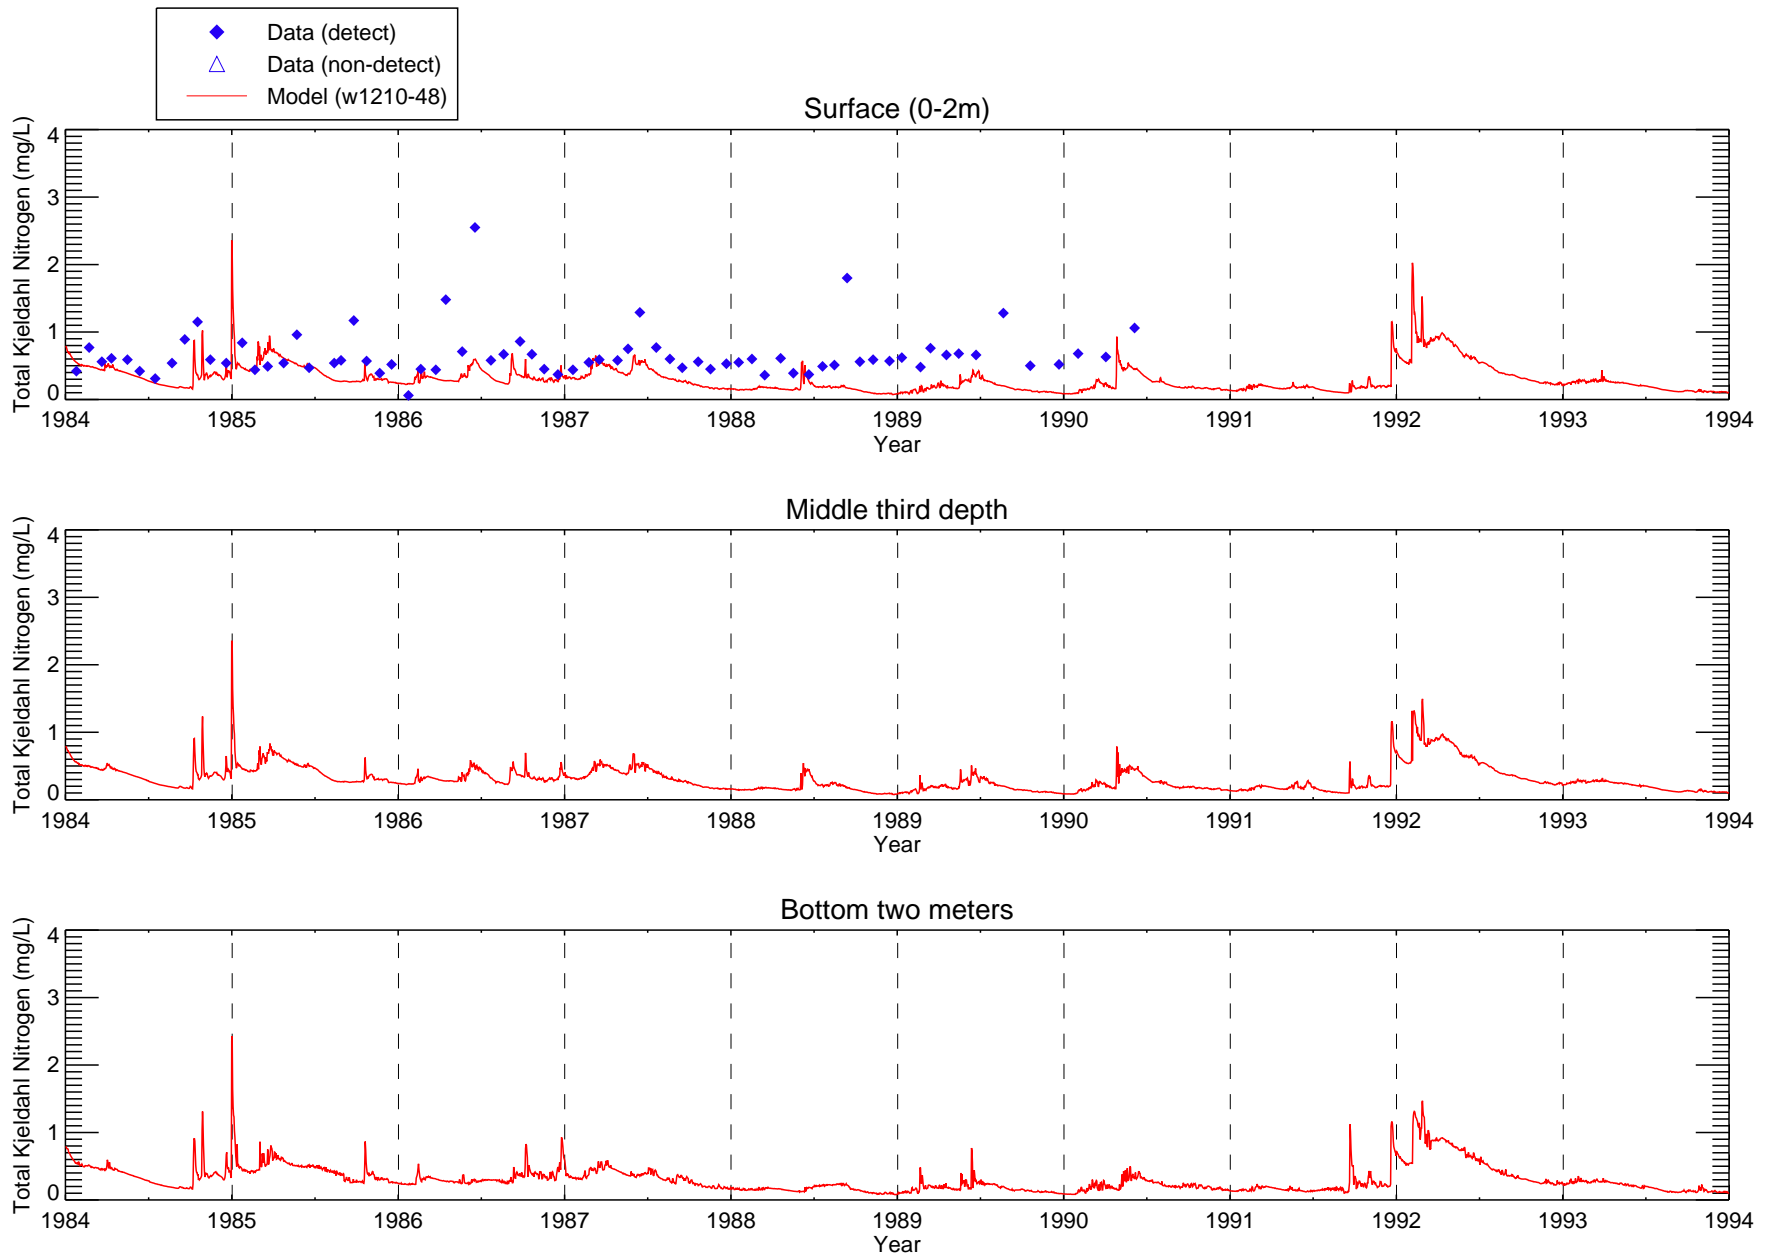 Data (detect)
Data (non-detect)
Model (w1210-48)
Surface (0-2m)
Total Kjeldahl Nitrogen (mg/L)
4
3
2
1
0
1984 1985 1986 1987 1988 1989 1990 1991 1992 1993 1994
Year
Middle third depth
Total Kjeldahl Nitrogen (mg/L)
4
3
2
1
0
1984 1985 1986 1987 1988 1989 1990 1991 1992 1993 1994
Year
Bottom two meters
Total Kjeldahl Nitrogen (mg/L)
4
3
2
1
0
1984 1985 1986 1987 1988 1989 1990 1991 1992 1993 1994
Year